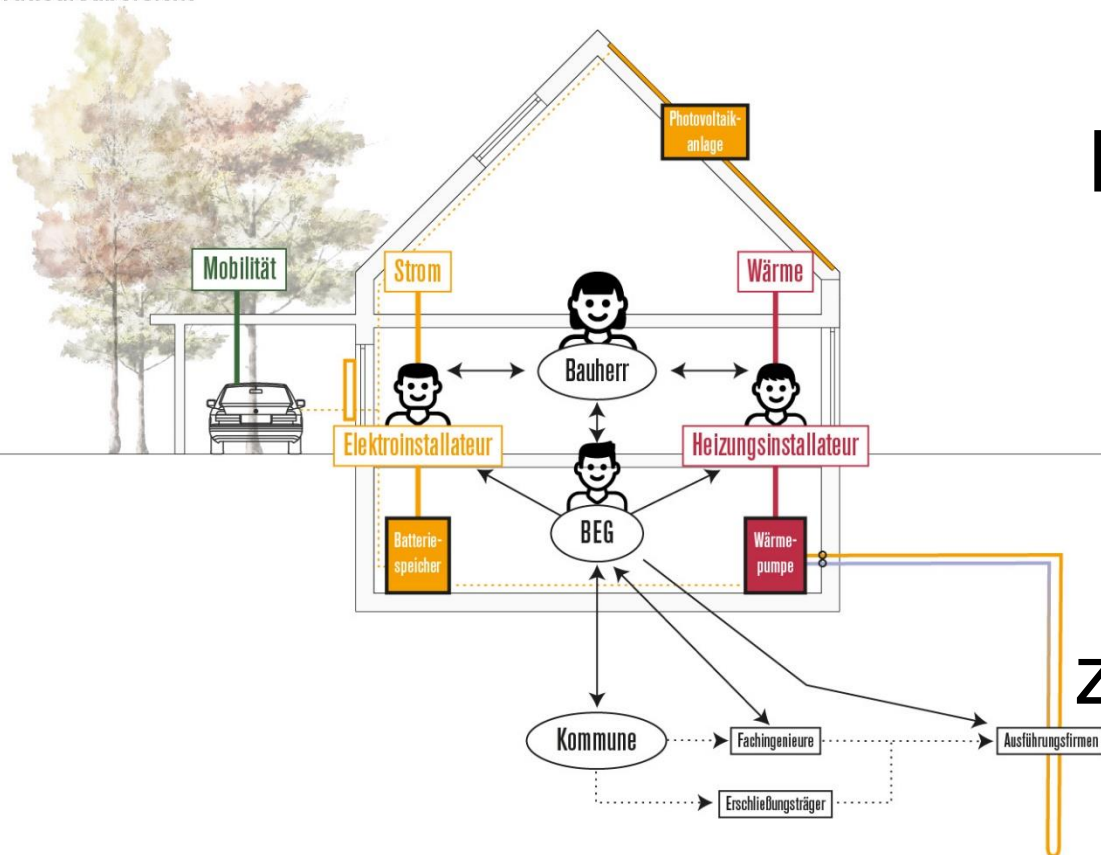 Photovoltaik-
anlage
Mobilität
Strom
Wärme
Bauherr
Elektroinstallateur
Heizungsinstallateur
BEG
Batterie-
speicher
Wärme-
pumpe
Kommune
Fachingenieure
Ausführungsfirmen
Erschließungsträger